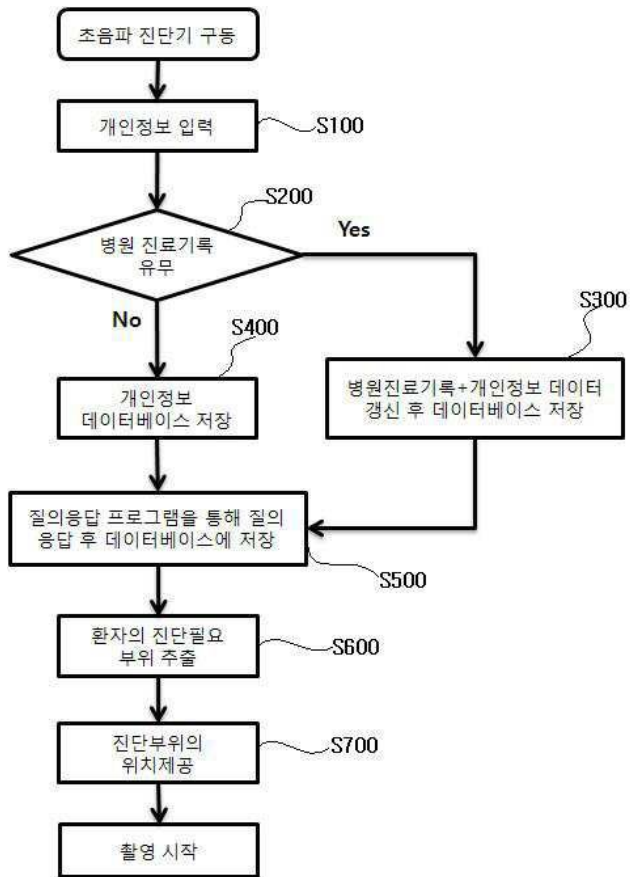 초음파 진단기 구동
개인정보 입력
S100
S200
병원 진료기록
유무
Yes
No
S400
S300
개인정보
데이터베이스 저장
병원진료기록+개인정보 데이터
갱신 후 데이터베이스 저장
질의응답 프로그램을 통해 질의
응답 후 데이터베이스에 저장
S500
환자의 진단필요
부위 추출
S600
진단부위의
위치제공
S700
촬영 시작